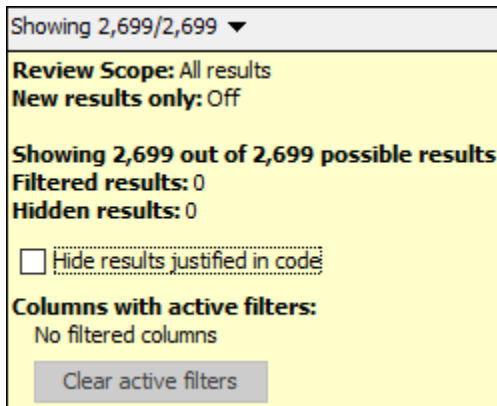 Showing 2,699/2,699
Review Scope: All results
New results only: Off
Showing 2,699 out of 2,699 possible results
Filtered results: 0
Hidden results: 0
Hide results justified in code
Columns with active filters:
No filtered columns
Clear active filters